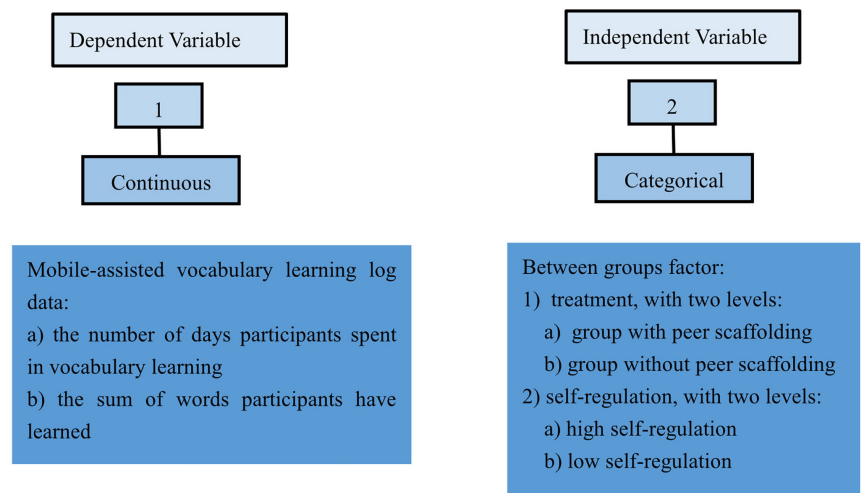 Dependent Variable
1
Continuous
Mobile-assisted vocabulary learning log
data:
a) the number of days participants spent
in vocabulary learning
b) the sum of words participants have
learned
Independent Variable
2
Categorical
Between groups factor:
1) treatment, with two levels:
a) group with peer scaffolding
b) group without peer scaffolding
2) self-regulation, with two levels:
a) high self-regulation
b) low self-regulation